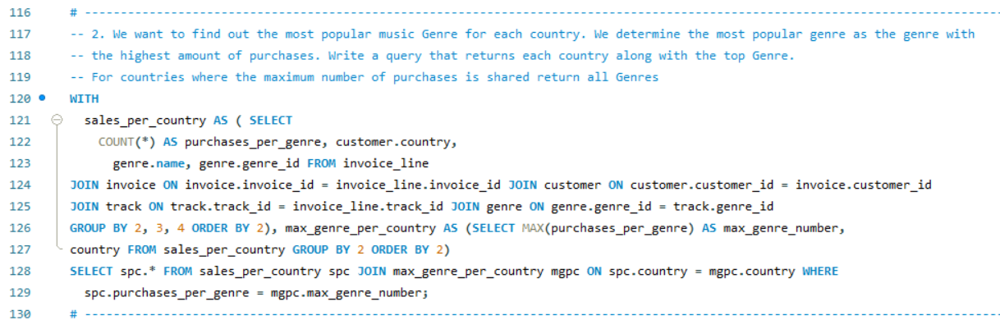 116 # -----------------------------------------------------------------------------------------------------------------------------
117 -- 2. We want to find out the most popular music Genre for each country. We determine the most popular genre as the genre with
118 -- the highest amount of purchases. Write a query that returns each country along with the top Genre.
119 -- For countries where the maximum number of purchases is shared return all Genres
120 WITH
121 sales_per_country AS ( SELECT
122 COUNT(*) AS purchases_per_genre, customer.country,
123 genre.name, genre.genre_id FROM invoice_line
124 JOIN invoice ON invoice.invoice_id = invoice_line.invoice_id JOIN customer ON customer.customer_id = invoice.customer_id
125 JOIN track ON track.track_id = invoice_line.track_id JOIN genre ON genre.genre_id = track.genre_id
126 GROUP BY 2, 3, 4 ORDER BY 2), max_genre_per_country AS (SELECT MAX(purchases_per_genre) AS max_genre_number,
127 country FROM sales_per_country GROUP BY 2 ORDER BY 2)
128 SELECT spc.* FROM sales_per_country spc JOIN max_genre_per_country mgpc ON spc.country = mgpc.country WHERE
129 spc.purchases_per_genre = mgpc.max_genre_number;
130 # -----------------------------------------------------------------------------------------------------------------------------